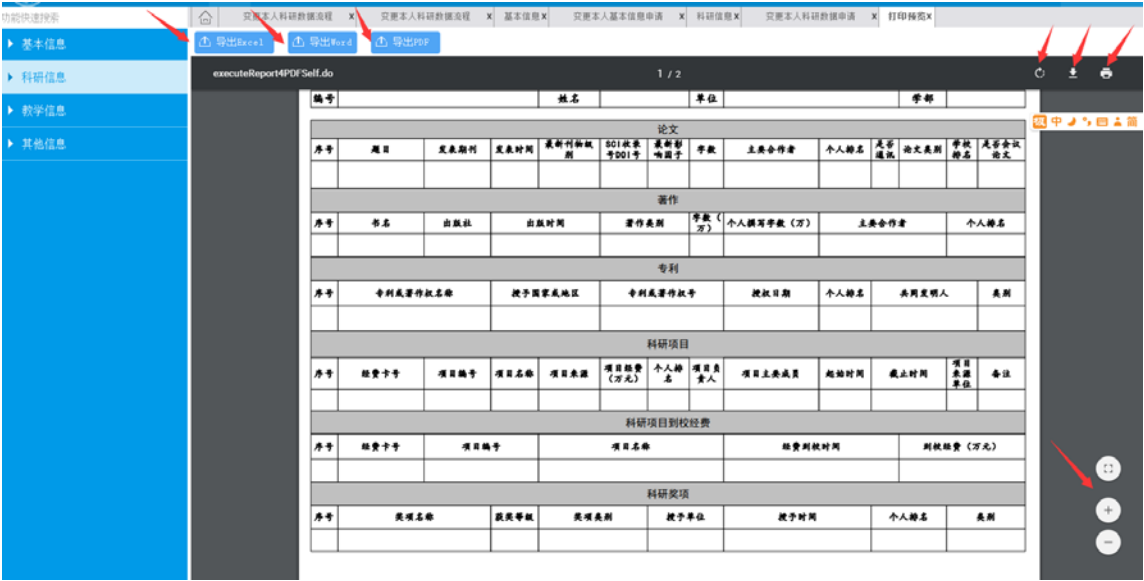 功能快速搜索
变更本人科研数据流程 x 变更本人科研数据流程 x 基本信息x 变更本人基本信息申请 x 科研信息x 变更本人科研数据申请 x 打印预览x
基本信息
科研信息
教学信息
其他信息
导出Excel 导出Word 导出PDF
executeReport4PDFSelf.do 1 / 2
编号 姓名 单位 学部
中 简
论文
序号 题目 发表期刊 发表时间 最新刊物级别 SCI收录号DOI号 最新影响因子 字数 主要合作者 个人排名 是否通讯 论文类别 学校排名 是否会议论文
著作
序号 书名 出版社 出版时间 著作类别 字数（万） 个人撰写字数（万） 主要合作者 个人排名
专利
序号 专利或著作权名称 授予国家或地区 专利或著作权号 授权日期 个人排名 共同发明人 类别
科研项目
序号 经费卡号 项目编号 项目名称 项目来源 项目经费（万元） 个人排名 项目负责人 项目主要成员 起始时间 截止时间 项目来源单位 备注
科研项目到校经费
序号 经费卡号 项目编号 项目名称 经费到校时间 到校经费（万元）
科研奖项
序号 奖项名称 获奖等级 奖项类别 授予单位 授予时间 个人排名 类别